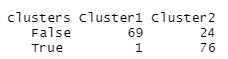 clusters Cluster1 Cluster2
False 69 24
True 1 76